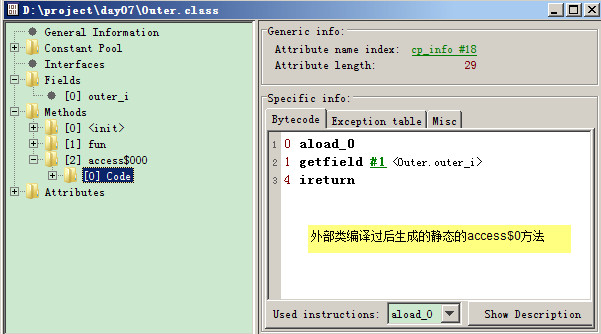 D:\project\day07\Outer.class
General Information
Constant Pool
Interfaces
Fields
[0] outer_i
Methods
[0] <init>
[1] fun
[2] access$000
[0] Code
Attributes
Generic info:
Attribute name index: cp_info #18
Attribute length: 29
Specific info:
Bytecode Exception table Misc
1 0 aload_0
2 1 getfield #1 <Outer.outer_i>
3 4 ireturn
外部类编译过后生成的静态的access$0方法
Used instructions: aload_0 Show Description